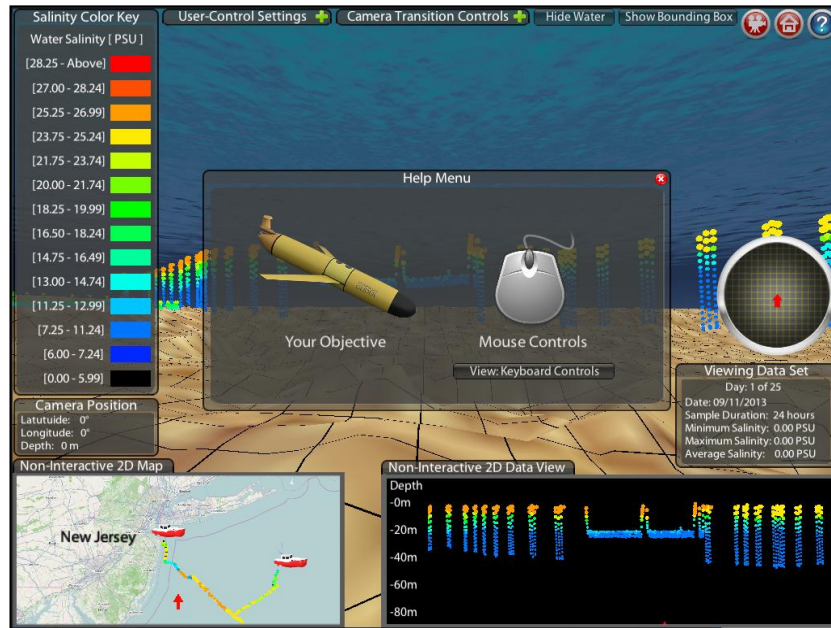 Salinity Color Key
Water Salinity [ PSU ]
[28.25 - Above]
[27.00 - 28.24]
[25.25 - 26.99]
[23.75 - 25.24]
[21.75 - 23.74]
[20.00 - 21.74]
[18.25 - 19.99]
[16.50 - 18.24]
[14.75 - 16.49]
[13.00 - 14.74]
[11.25 - 12.99]
[7.25 - 11.24]
[6.00 - 7.24]
[0.00 - 5.99]
User-Control Settings
Camera Transition Controls
Hide Water
Show Bounding Box
?
Help Menu
Your Objective
Mouse Controls
View: Keyboard Controls
Camera Position
Latutuide: 0°
Longitude: 0°
Depth: 0 m
Viewing Data Set
Day: 1 of 25
Date: 09/11/2013
Sample Duration: 24 hours
Minimum Salinity: 0.00 PSU
Maximum Salinity: 0.00 PSU
Average Salinity: 0.00 PSU
Non-Interactive 2D Map
New Jersey
Non-Interactive 2D Data View
Depth
-0m
-20m
-40m
-60m
-80m